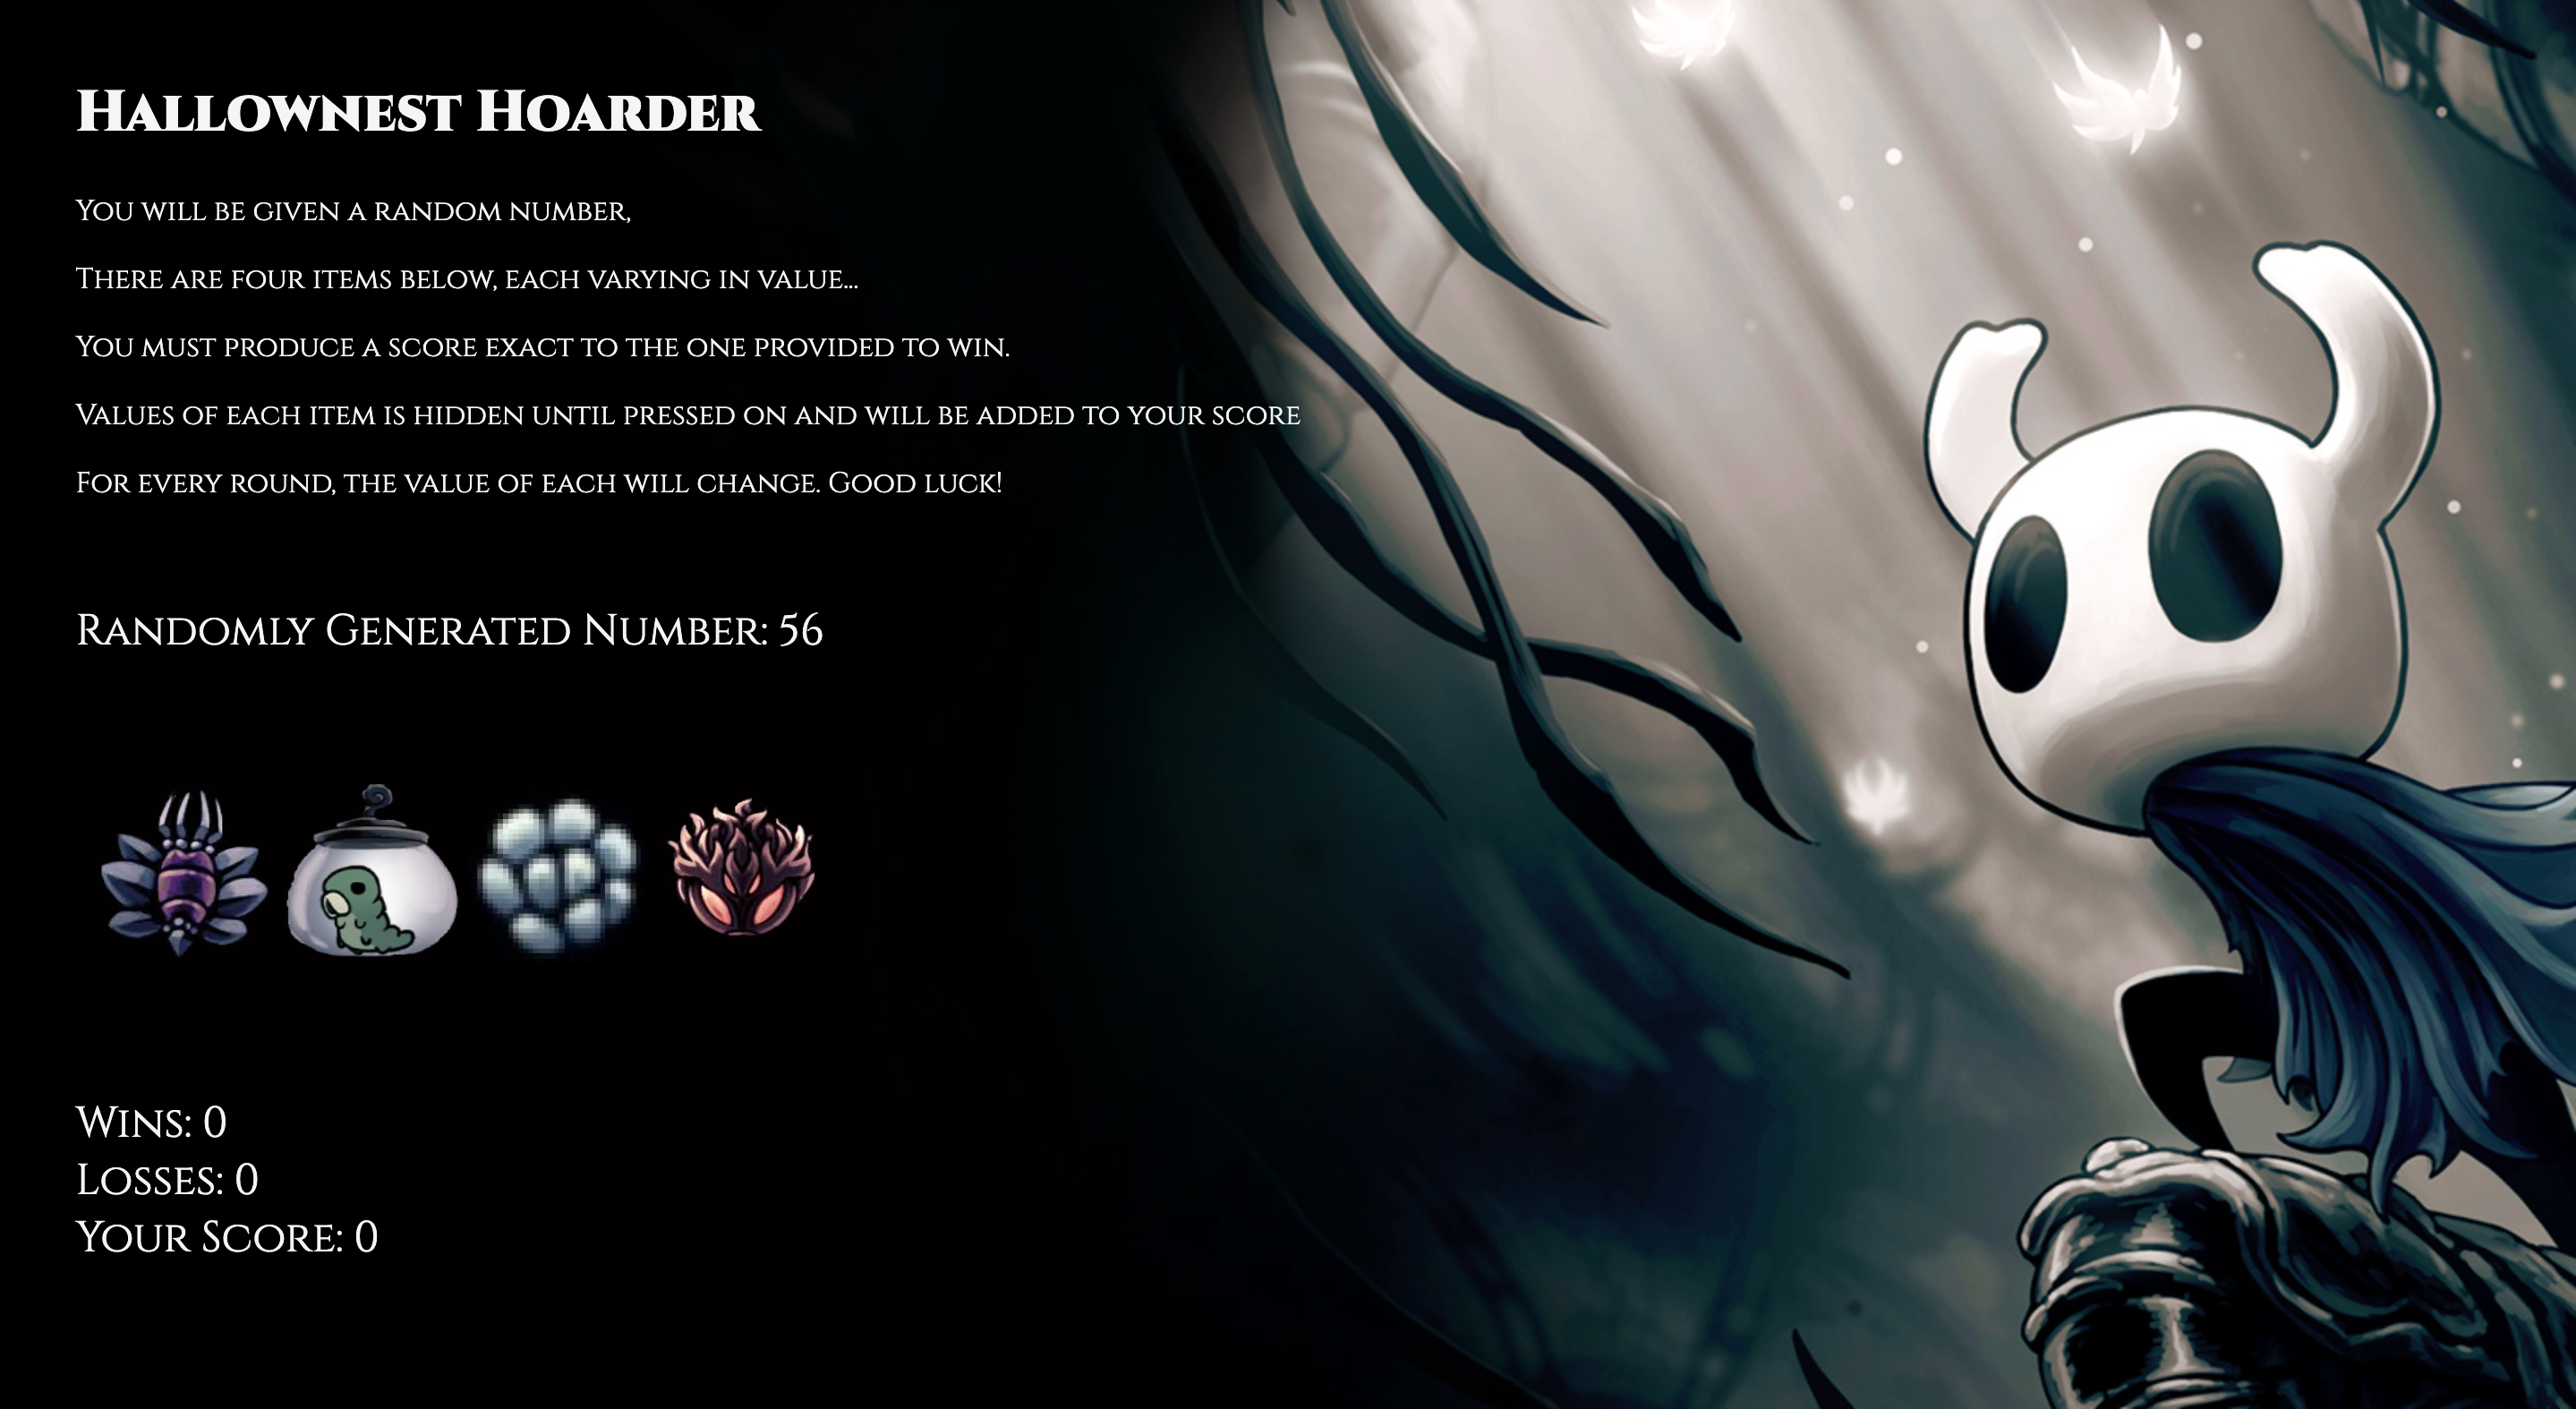 Hallownest Hoarder
You will be given a random number,
There are four items below, each varying in value...
You must produce a score exact to the one provided to win.
Values of each item is hidden until pressed on and will be added to your score
For every round, the value of each will change. Good luck!
Randomly Generated Number: 56
Wins: 0
Losses: 0
Your Score: 0